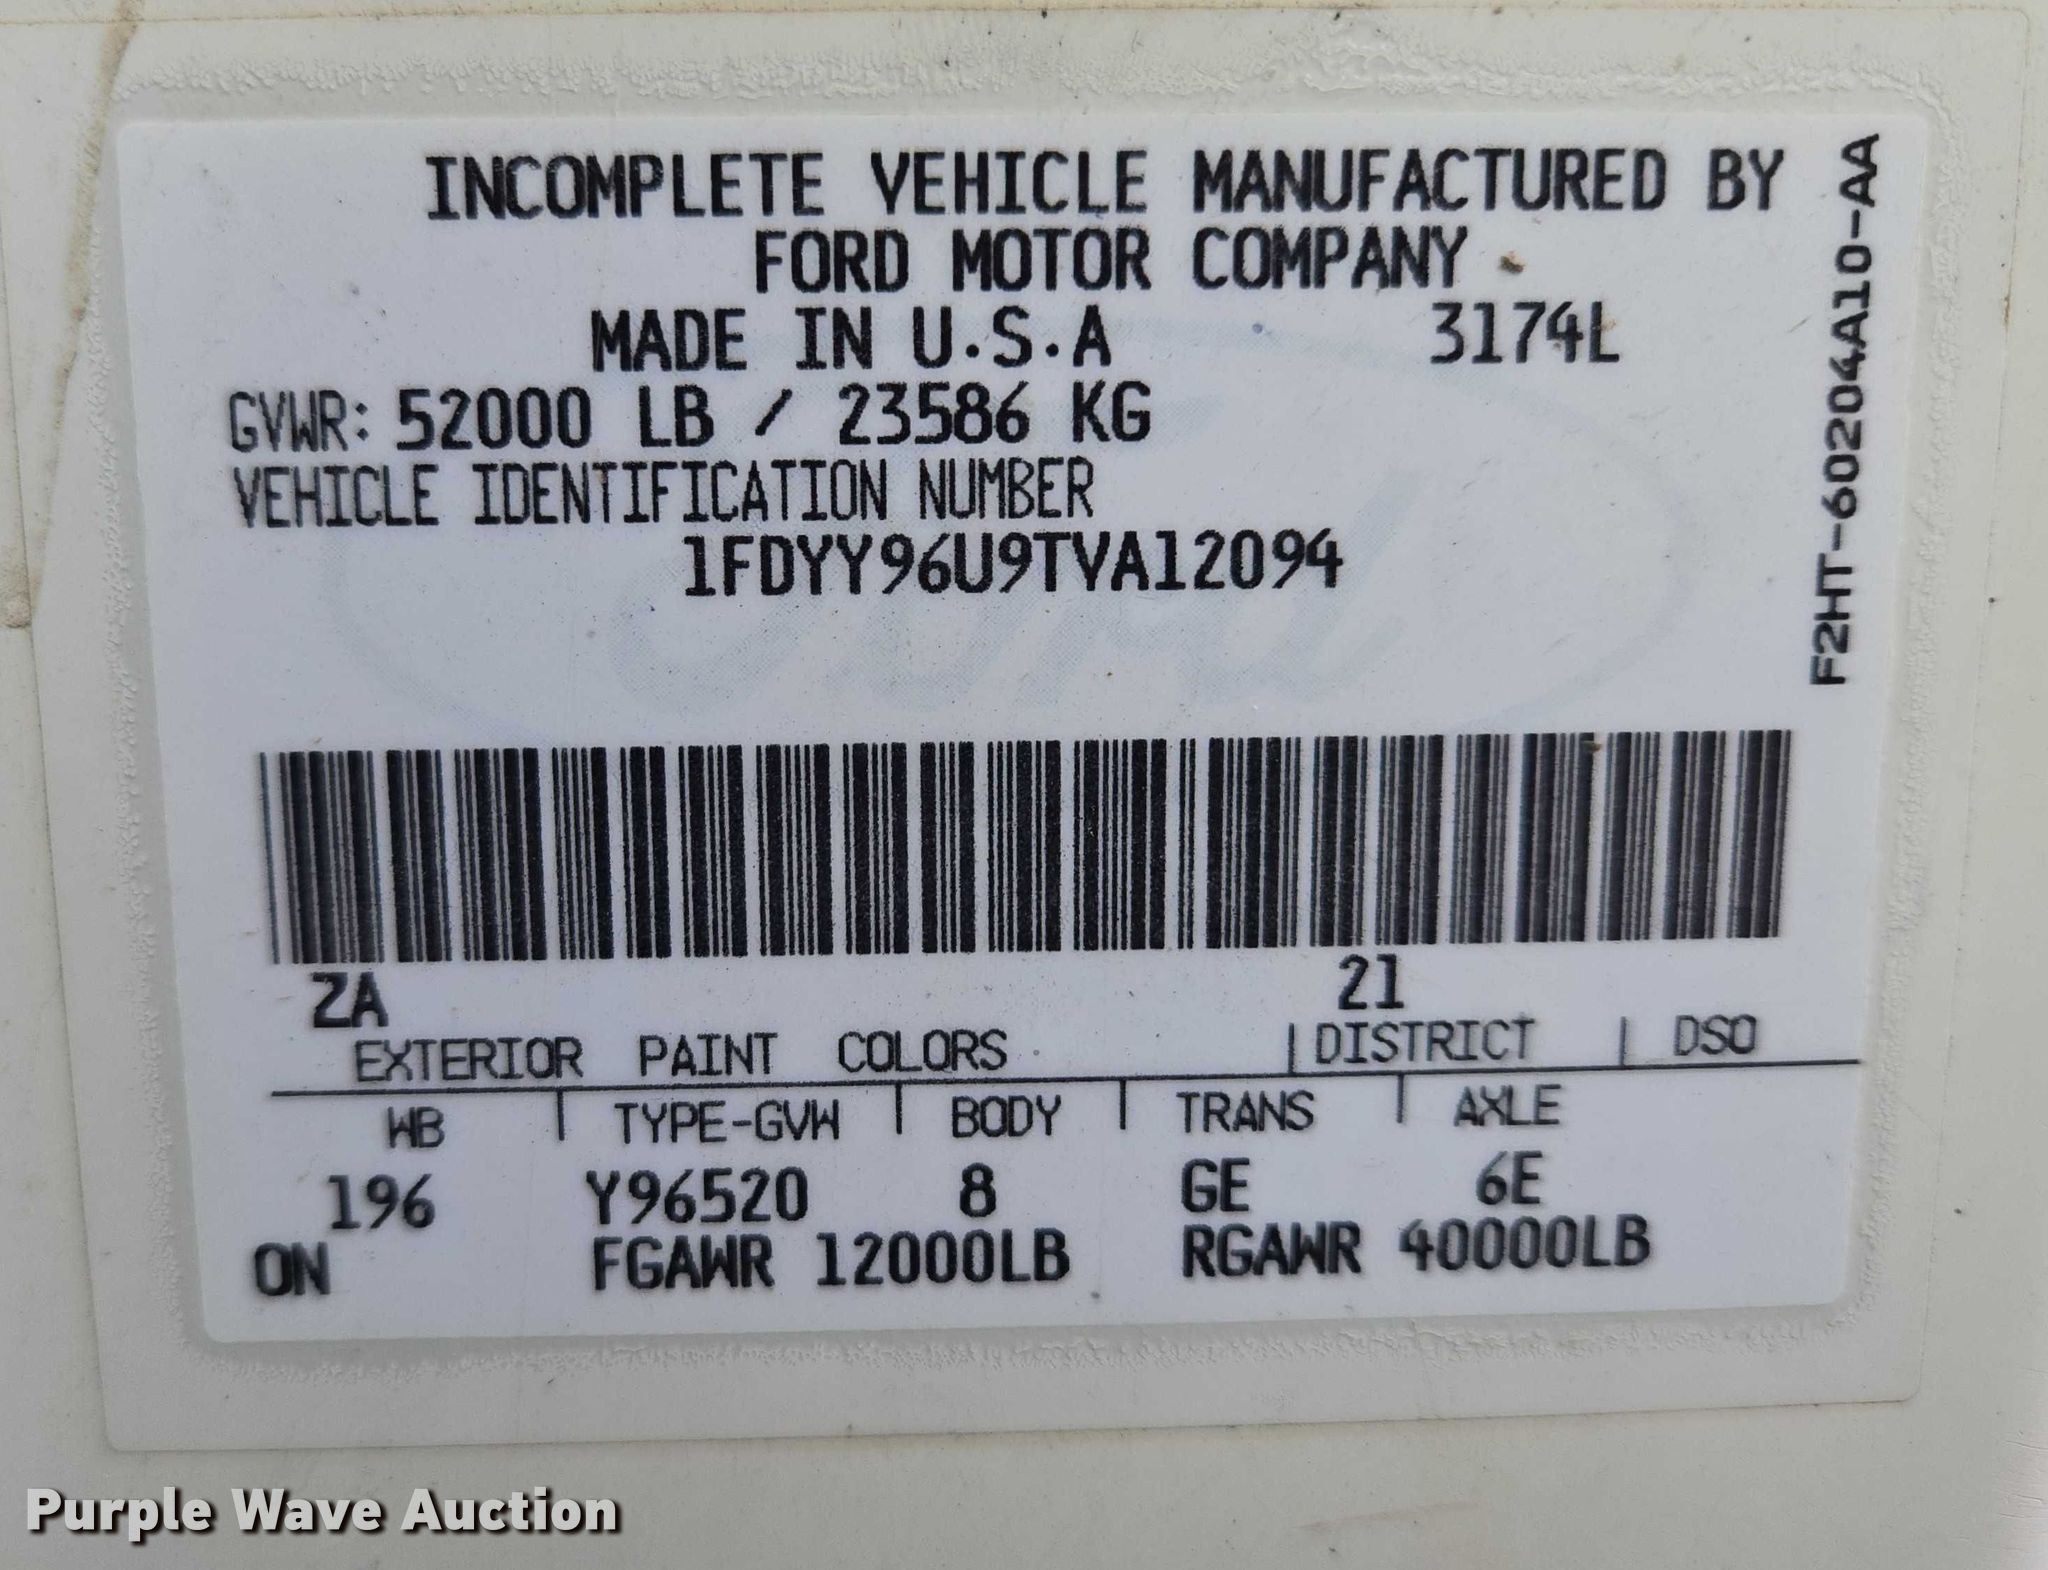 INCOMPLETE VEHICLE MANUFACTURED BY
FORD MOTOR COMPANY
MADE IN U.S.A 3174L
GVWR: 52000 LB / 23586 KG
VEHICLE IDENTIFICATION NUMBER
1FDYY96U9TVA12094
F2HT-60204A10-AA
ZA 21
EXTERIOR PAINT COLORS | DISTRICT | DSO
WB | TYPE-GVW | BODY | TRANS | AXLE
196 Y96520 8 GE 6E
ON FGAWR 12000LB RGAWR 40000LB
Purple Wave Auction